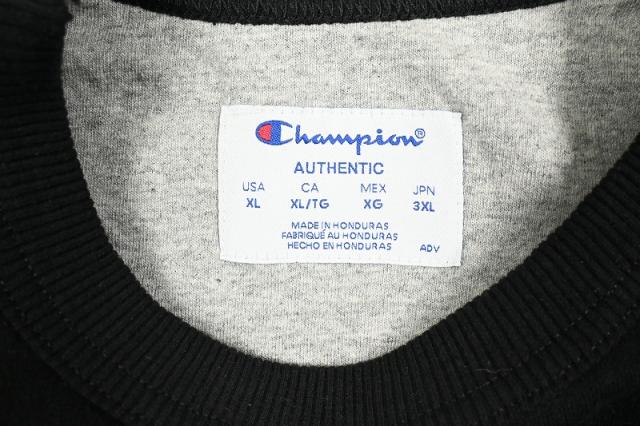 Champion®
AUTHENTIC
USA CA MEX JPN
XL XL/TG XG 3XL
MADE IN HONDURAS
FABRIQUÉ AU HONDURAS
HECHO EN HONDURAS
ADV